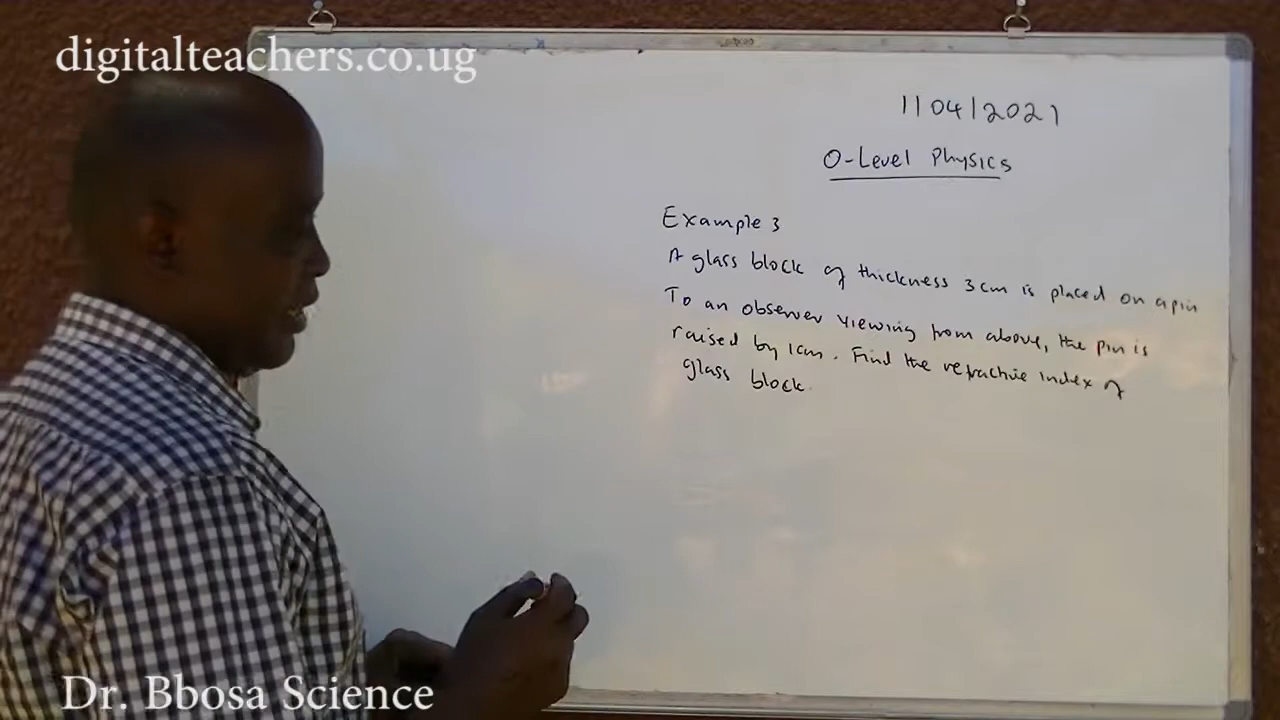 digitalteachers.co.ug
1/04/2021
O-Level Physics
Example 3
A glass block of thickness 3cm is placed on a pin
To an observer viewing from above, the pin is
raised by 1cm. Find the refractive index of
glass block.
Dr. Bbosa Science